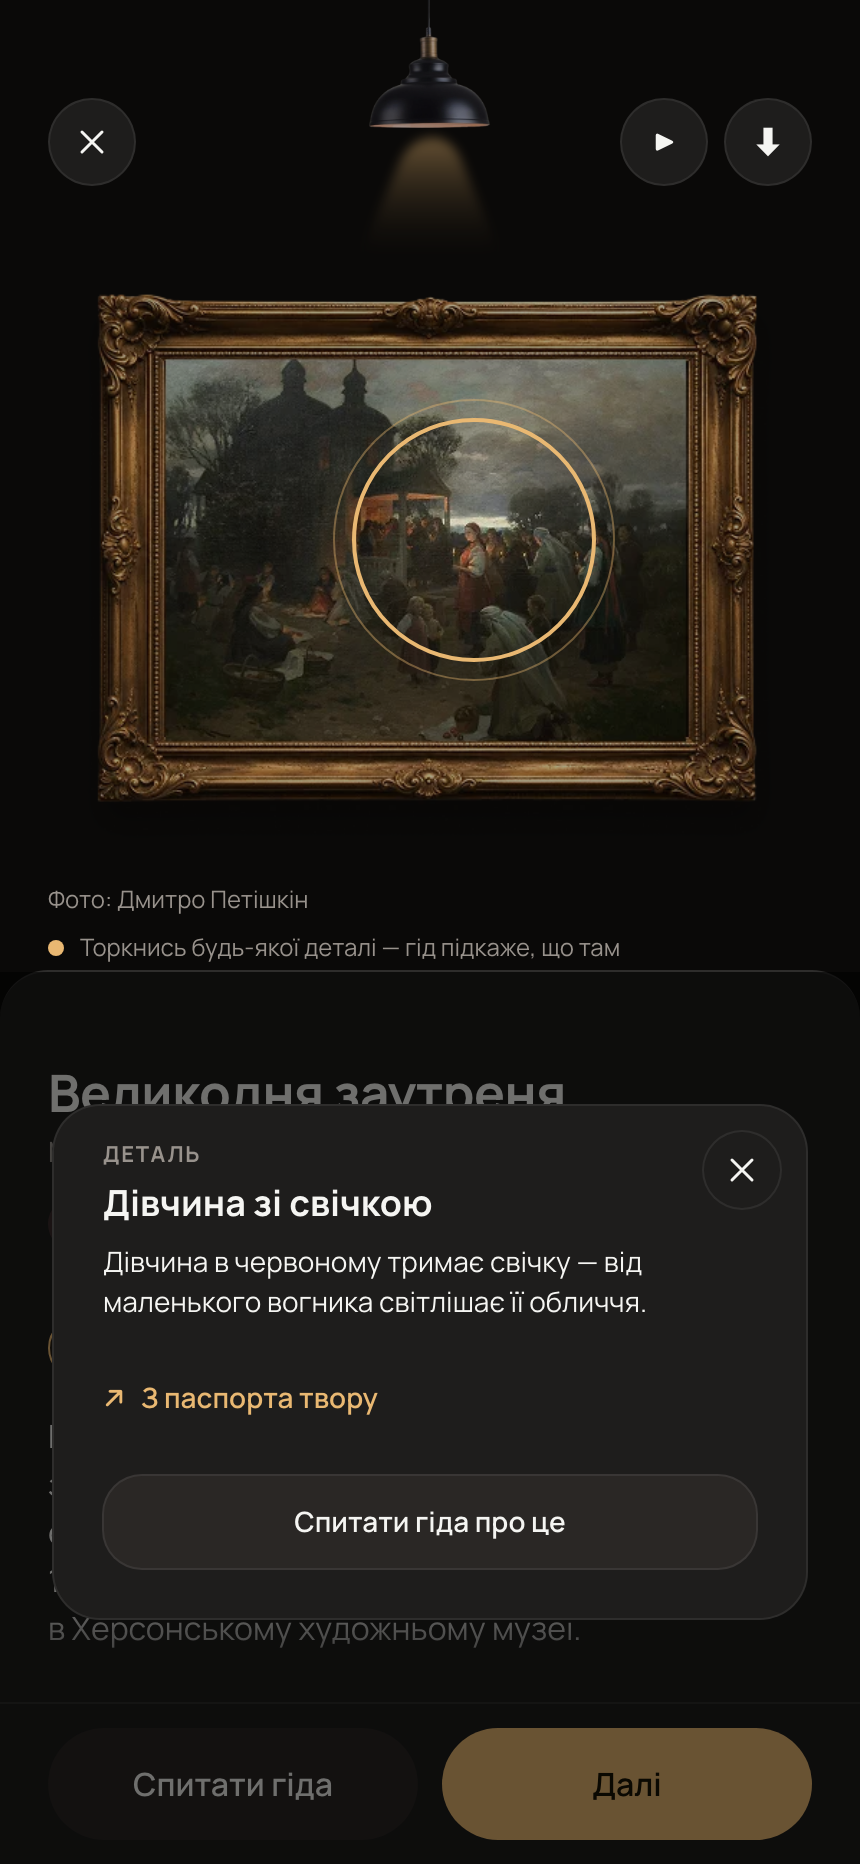 Фото: Дмитро Петішкін
Торкнись будь-якої деталі — гід підкаже, що там
Великодня заутреня
ДЕТАЛЬ
Дівчина зі свічкою
Дівчина в червоному тримає свічку — від
маленького вогника світлішає її обличчя.
З паспорта твору
Спитати гіда про це
в Херсонському художньому музеї.
Спитати гіда
Далі